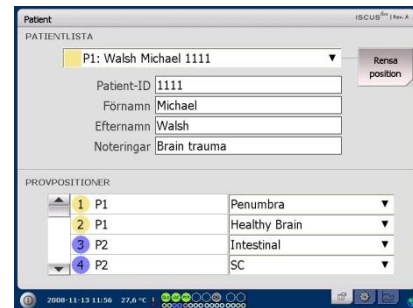 Patient
ISCUSflex | Rev. A
PATIENTLISTA
P1: Walsh Michael 1111
Rensa
position
Patient-ID 1111
Förnamn Michael
Efternamn Walsh
Noteringar Brain trauma
PROVPOSITIONER
1 P1 Penumbra
2 P1 Healthy Brain
3 P2 Intestinal
4 P2 SC
2008-11-13 11:56 27,6 °C